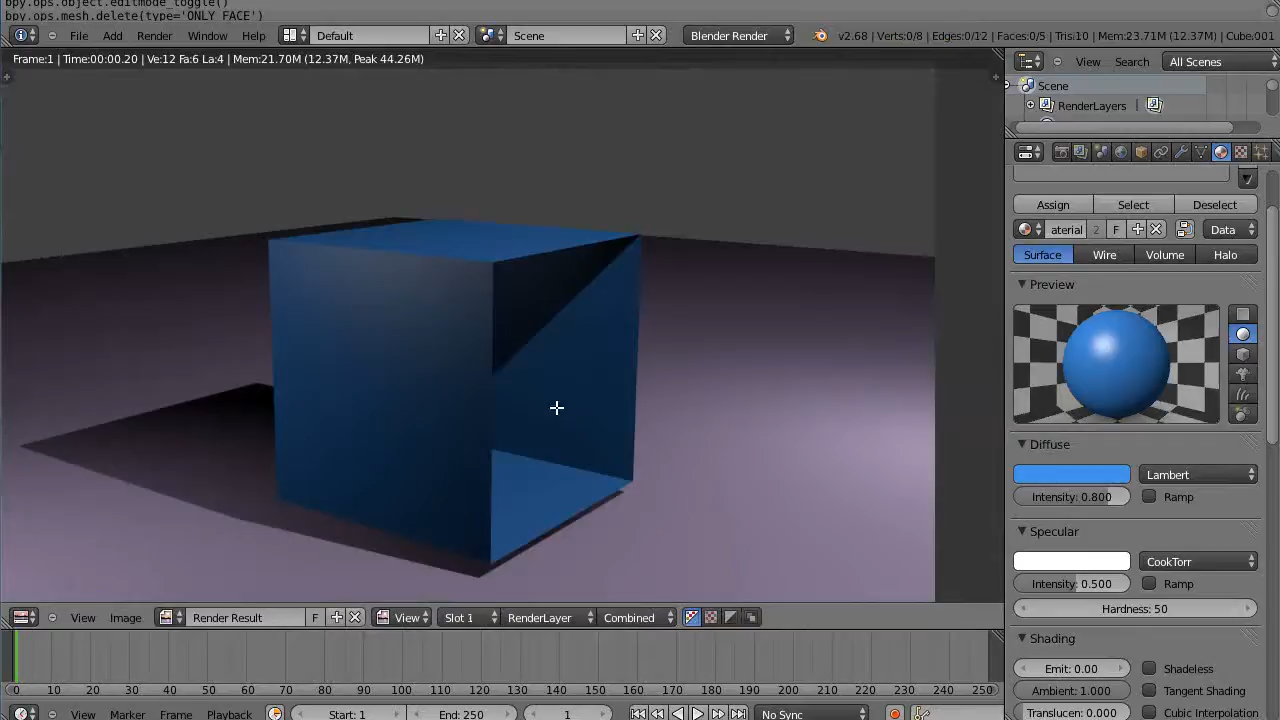 bpy.ops.object.editmode_toggle()
bpy.ops.mesh.delete(type='ONLY_FACE')
File Add Render Window Help Default Scene Blender Render v2.68 | Verts:0/8 | Edges:0/12 | Faces:0/5 | Tris:10 | Mem:23.71M (12.37M) | Cube.001
Frame:1 | Time:00:00.20 | Ve:12 Fa:6 La:4 | Mem:21.70M (12.37M, Peak 44.26M)
View Search All Scenes
Scene
RenderLayers |
Assign Select Deselect
aterial 2 F Data
Surface Wire Volume Halo
Preview
Diffuse
Lambert
Intensity: 0.800 Ramp
Specular
CookTorr
Intensity: 0.500 Ramp
Hardness: 50
Shading
Emit: 0.00 Shadeless
Ambient: 1.000 Tangent Shading
Translucen: 0.000 Cubic Interpolation
View Image Render Result F View Slot 1 RenderLayer Combined
0 10 20 30 40 50 60 70 80 90 100 110 120 130 140 150 160 170 180 190 200 210 220 230 240 250
View Marker Frame Playback Start: 1 End: 250 1 No Sync